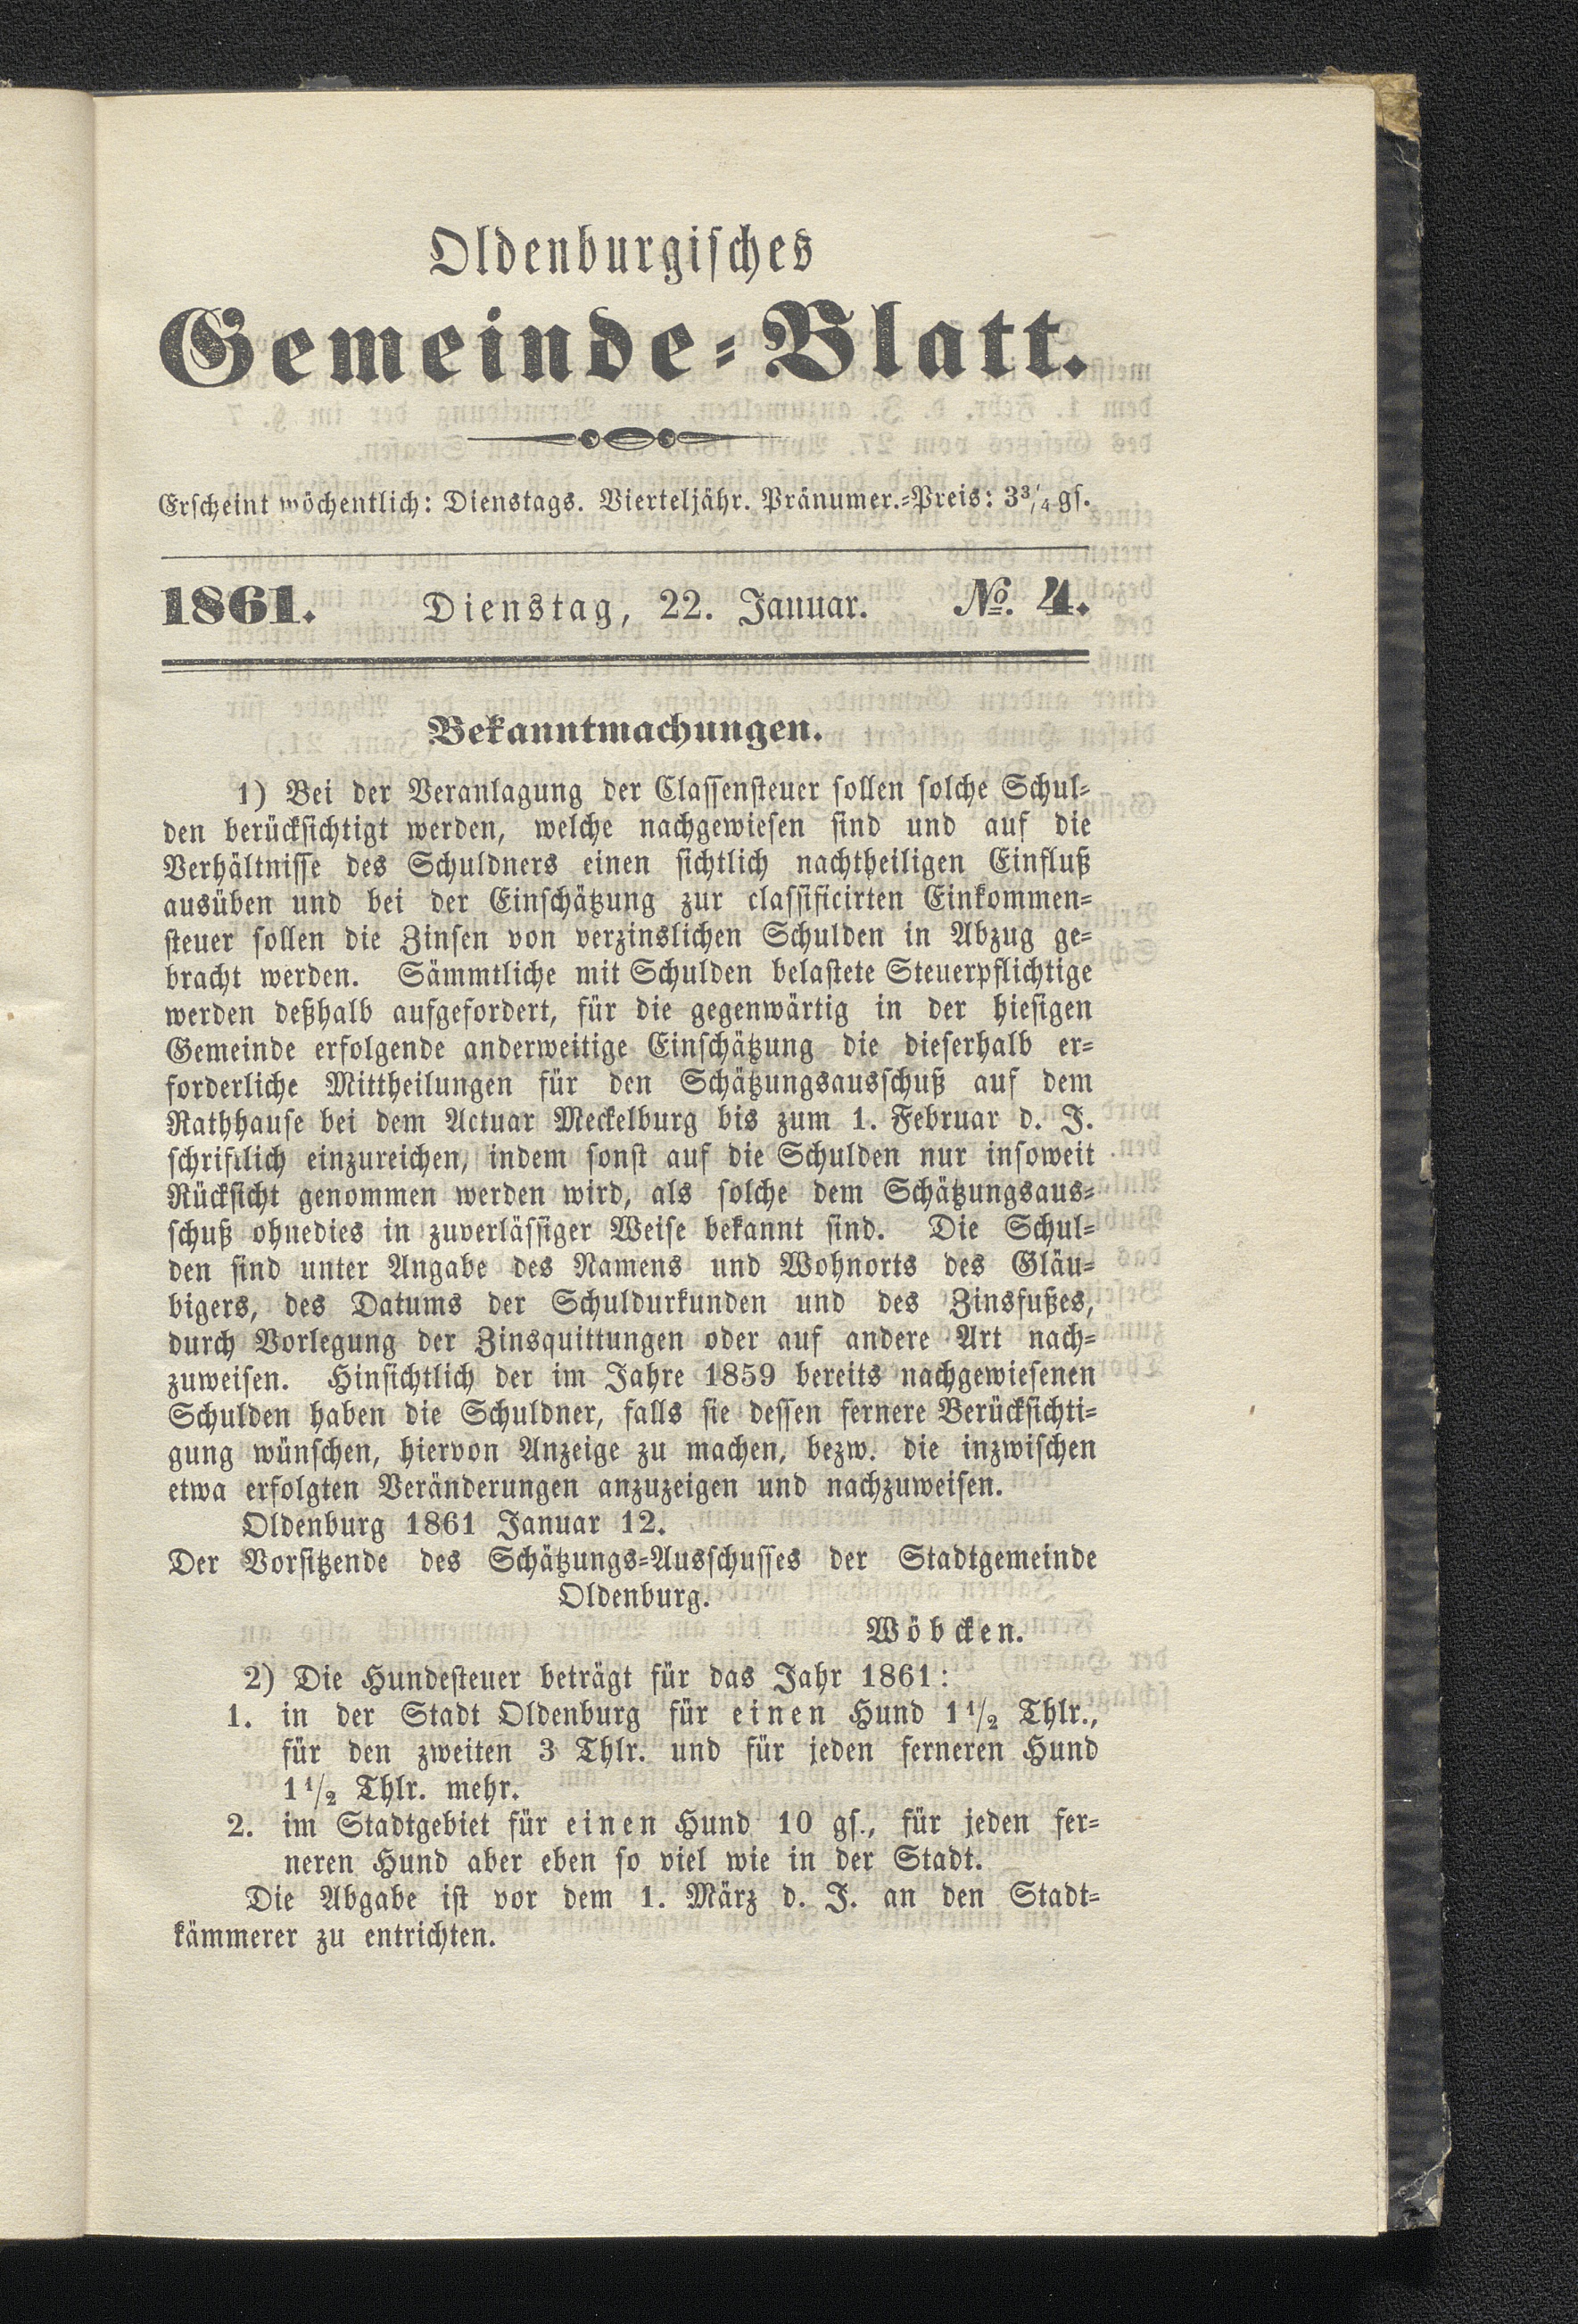 Oldenburgisches
Gemeinde-Blatt.
Erscheint wöchentlich: Dienstags. Vierteljähr. Pränumer.-Preis: 3 3/4 gs.
1861. Dienstag, 22. Januar. No. 4.
Bekanntmachungen.
1) Bei der Veranlagung der Classensteuer sollen solche Schul-
den berücksichtigt werden, welche nachgewiesen sind und auf die
Verhältnisse des Schuldners einen sichtlich nachtheiligen Einfluß
ausüben und bei der Einschätzung zur classificirten Einkommen-
steuer sollen die Zinsen von verzinslichen Schulden in Abzug ge-
bracht werden. Sämmtliche mit Schulden belastete Steuerpflichtige
werden deßhalb aufgefordert, für die gegenwärtig in der hiesigen
Gemeinde erfolgende anderweitige Einschätzung die dieserhalb er-
forderliche Mittheilungen für den Schätzungsausschuß auf dem
Rathhause bei dem Actuar Meckelburg bis zum 1. Februar d. J.
schriftlich einzureichen, indem sonst auf die Schulden nur insoweit
Rücksicht genommen werden wird, als solche dem Schätzungsaus-
schuß ohnedies in zuverlässiger Weise bekannt sind. Die Schul-
den sind unter Angabe des Namens und Wohnorts des Gläu-
bigers, des Datums der Schuldurkunden und des Zinsfußes,
durch Vorlegung der Zinsquittungen oder auf andere Art nach-
zuweisen. Hinsichtlich der im Jahre 1859 bereits nachgewiesenen
Schulden haben die Schuldner, falls sie dessen fernere Berücksichti-
gung wünschen, hiervon Anzeige zu machen, bezw. die inzwischen
etwa erfolgten Veränderungen anzuzeigen und nachzuweisen.
Oldenburg 1861 Januar 12.
Der Vorsitzende des Schätzungs-Ausschusses der Stadtgemeinde
Oldenburg.
Wöbcken.
2) Die Hundesteuer beträgt für das Jahr 1861:
1. in der Stadt Oldenburg für einen Hund 1 1/2 Thlr.,
für den zweiten 3 Thlr. und für jeden ferneren Hund
1 1/2 Thlr. mehr.
2. im Stadtgebiet für einen Hund 10 gs., für jeden fer-
neren Hund aber eben so viel wie in der Stadt.
Die Abgabe ist vor dem 1. März d. J. an den Stadt-
kämmerer zu entrichten.